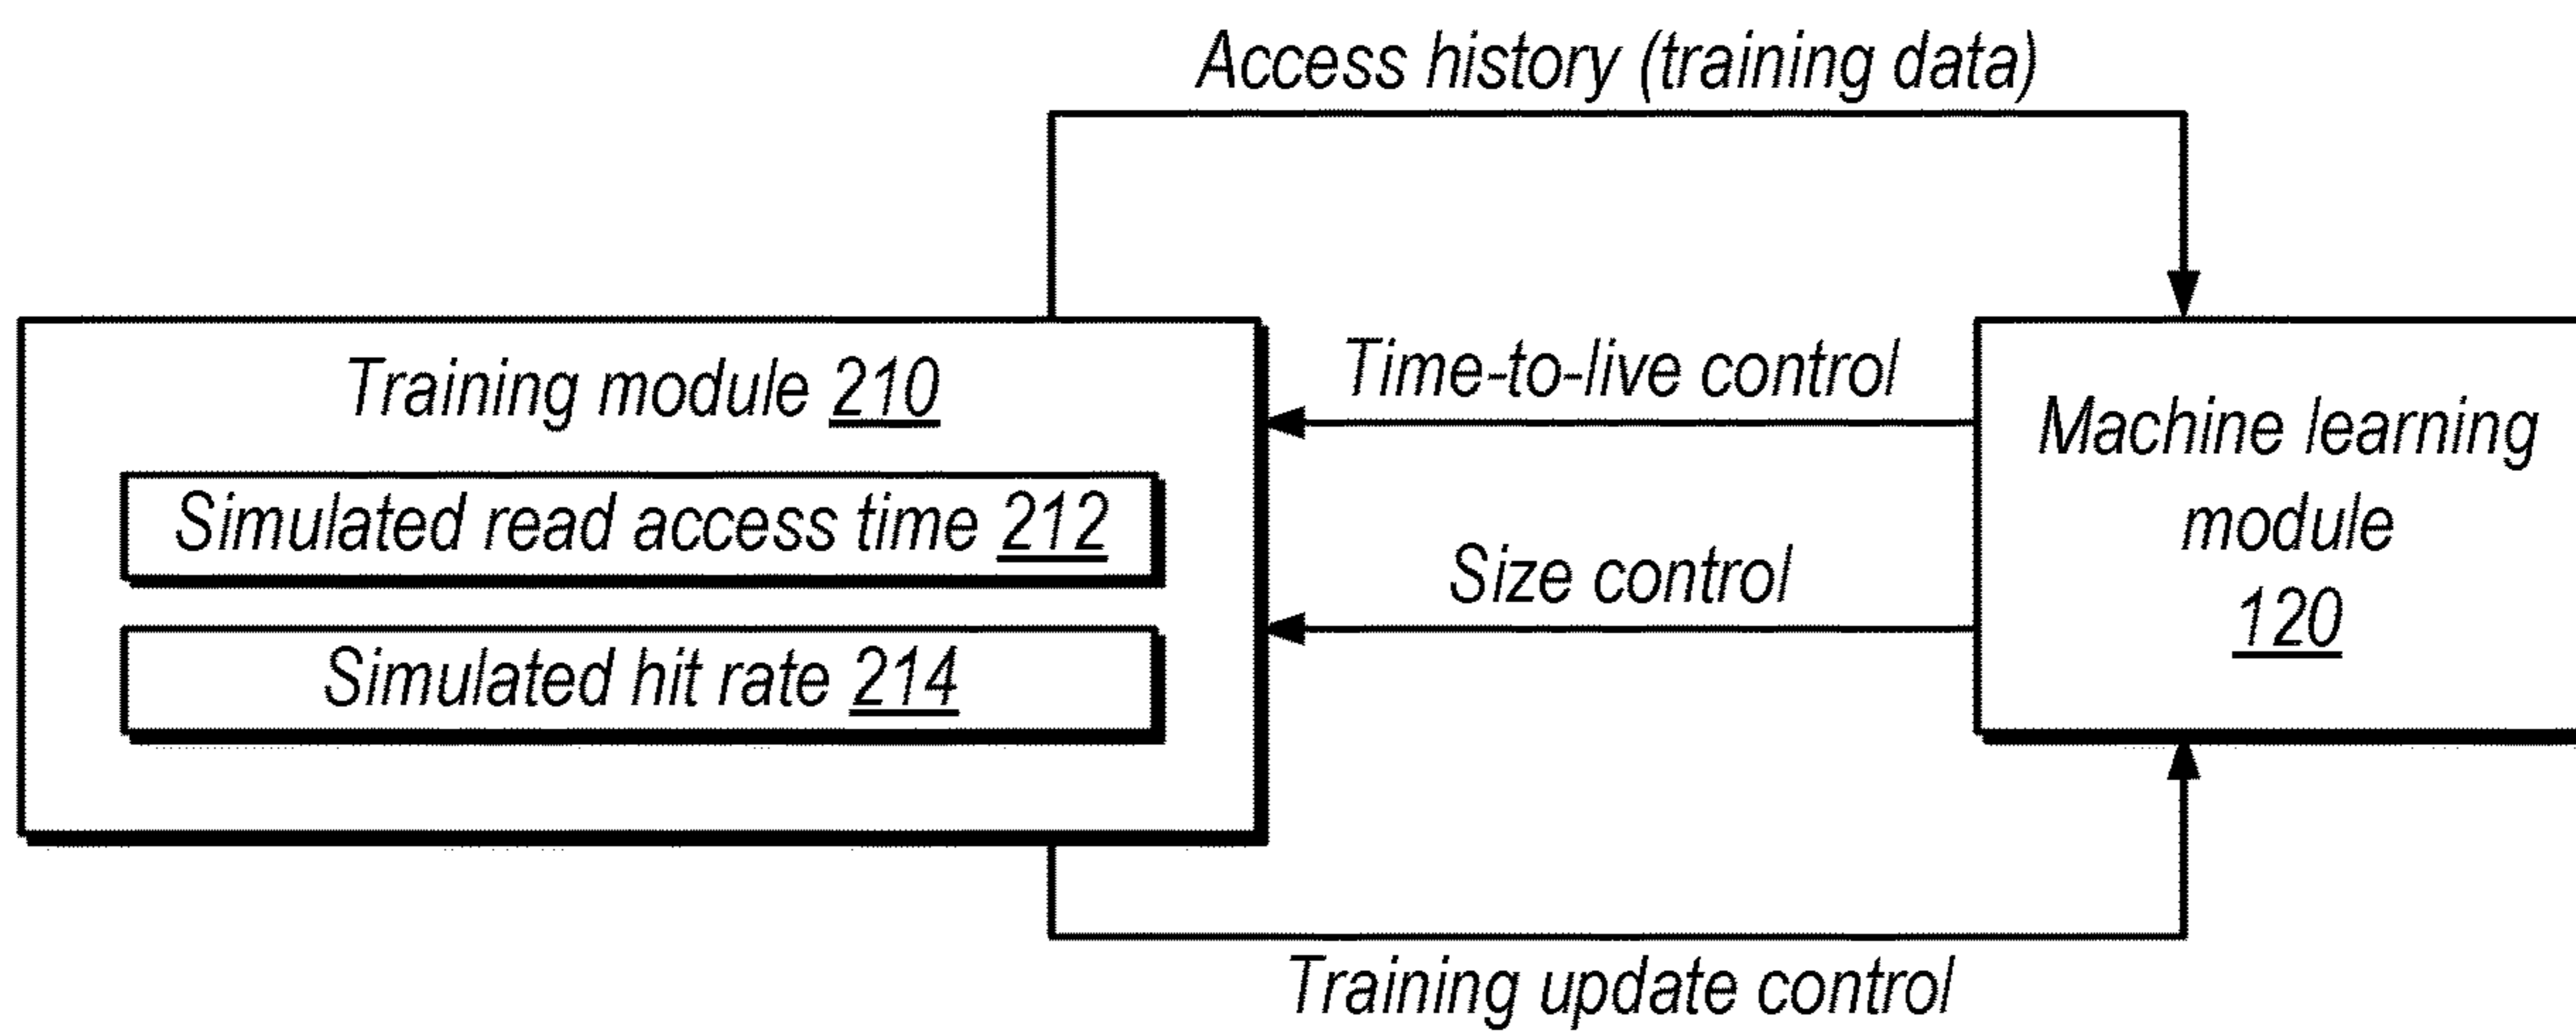 Access history (training data)
Training module 210
Simulated read access time 212
Simulated hit rate 214
Time-to-live control
Size control
Machine learning
module
120
Training update control